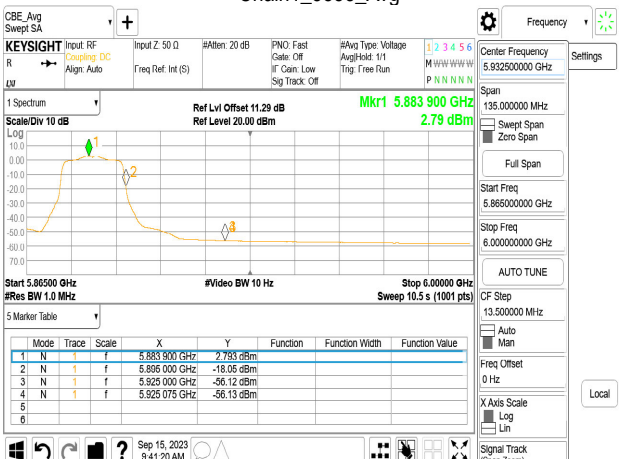 CBE_Avg
Swept SA
Frequency
KEYSIGHT
R
Input: RF
Coupling: DC
Align: Auto
Input Z: 50 Ω
Freq Ref: Int (S)
#Atten: 20 dB
PNO: Fast
Gate: Off
IF Gain: Low
Sig Track: Off
#Avg Type: Voltage
Avg|Hold: 1/1
Trig: Free Run
1 2 3 4 5 6
M W W W W W
P N N N N N
Center Frequency
5.932500000 GHz
Settings
1 Spectrum
Scale/Div 10 dB
Ref Lvl Offset 11.29 dB
Ref Level 20.00 dBm
Mkr1 5.883 900 GHz
2.79 dBm
Span
135.000000 MHz
Swept Span
Zero Span
Full Span
Start Freq
5.865000000 GHz
Stop Freq
6.000000000 GHz
AUTO TUNE
CF Step
13.500000 MHz
Auto
Man
Freq Offset
0 Hz
X Axis Scale
Log
Lin
Signal Track
Local
Log
10.0
0.00
-10.0
-20.0
-30.0
-40.0
-50.0
-60.0
-70.0
1
2
Start 5.86500 GHz
#Res BW 1.0 MHz
#Video BW 10 Hz
Stop 6.00000 GHz
Sweep 10.5 s (1001 pts)
5 Marker Table
Mode Trace Scale X Y Function Function Width Function Value
1 N 1 f 5.883 900 GHz 2.793 dBm
2 N 1 f 5.895 000 GHz -18.05 dBm
3 N 1 f 5.925 000 GHz -56.12 dBm
4 N 1 f 5.925 075 GHz -56.13 dBm
5
6
?
Sep 15, 2023
9:41:20 AM